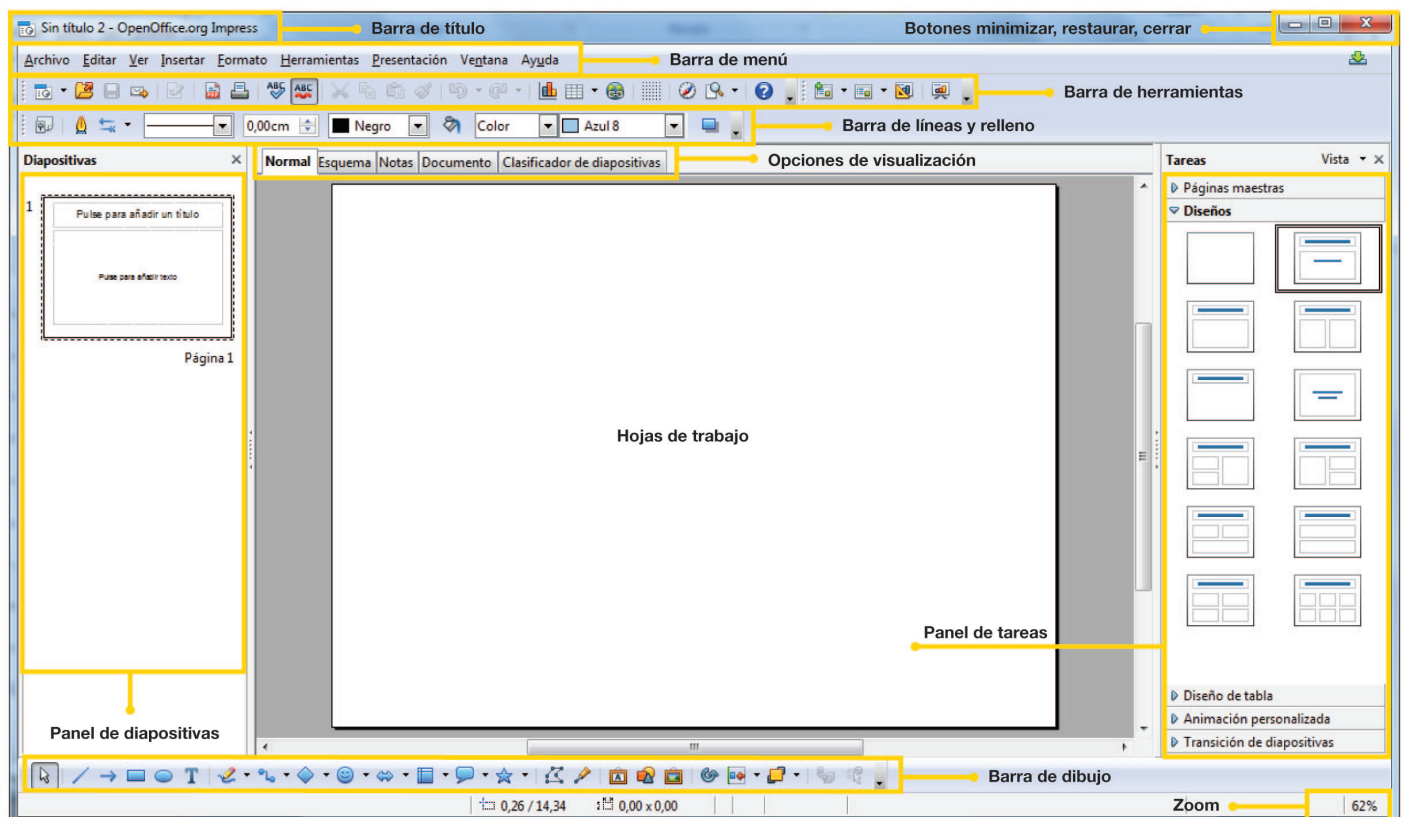 Sin título 2 - OpenOffice.org Impress
Barra de título
Botones minimizar, restaurar, cerrar
Archivo Editar Ver Insertar Formato Herramientas Presentación Ventana Ayuda
Barra de menú
ABC ABC
Barra de herramientas
0,00cm Negro Color Azul 8
Barra de líneas y relleno
Diapositivas
Normal Esquema Notas Documento Clasificador de diapositivas
Opciones de visualización
Tareas Vista
1
Pulse para añadir un título
Pulse para añadir texto
Página 1
Páginas maestras
Diseños
Hojas de trabajo
Panel de tareas
Panel de diapositivas
Diseño de tabla
Animación personalizada
Transición de diapositivas
T
Barra de dibujo
0,26 / 14,34 0,00 x 0,00
Zoom
62%